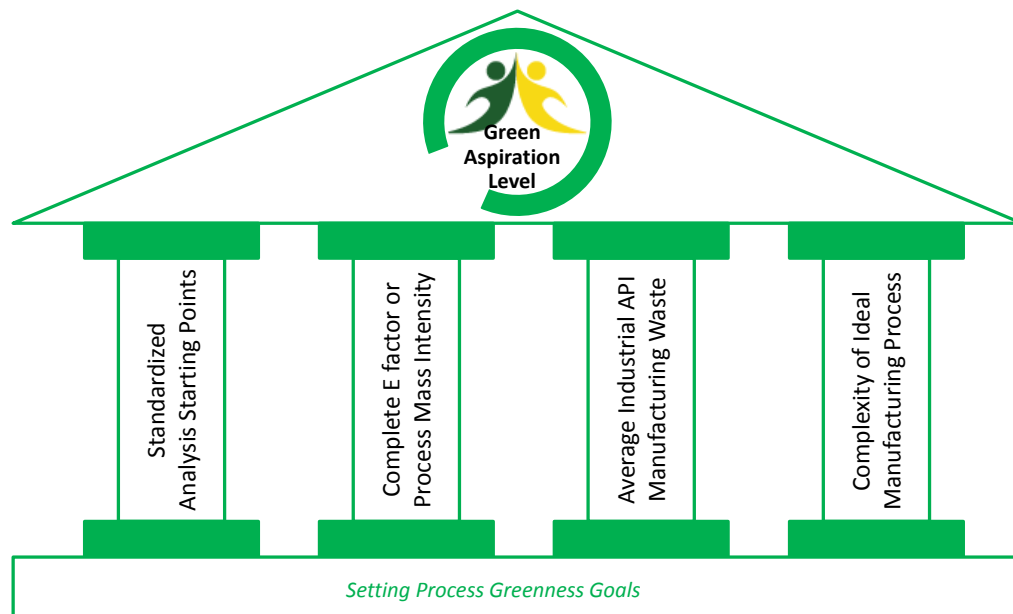 Green
Aspiration
Level
Standardized
Analysis Starting Points
Complete E factor or
Process Mass Intensity
Average Industrial API
Manufacturing Waste
Complexity of Ideal
Manufacturing Process
Setting Process Greenness Goals